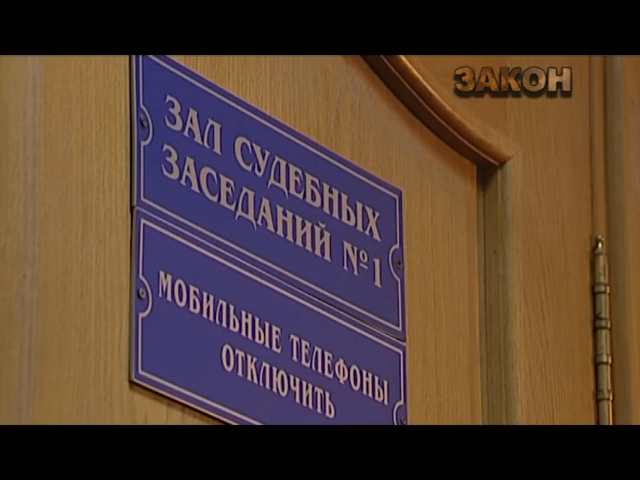 ЗАКОН
ЗАЛ СУДЕБНЫХ
ЗАСЕДАНИЙ №1
МОБИЛЬНЫЕ ТЕЛЕФОНЫ
ОТКЛЮЧИТЬ